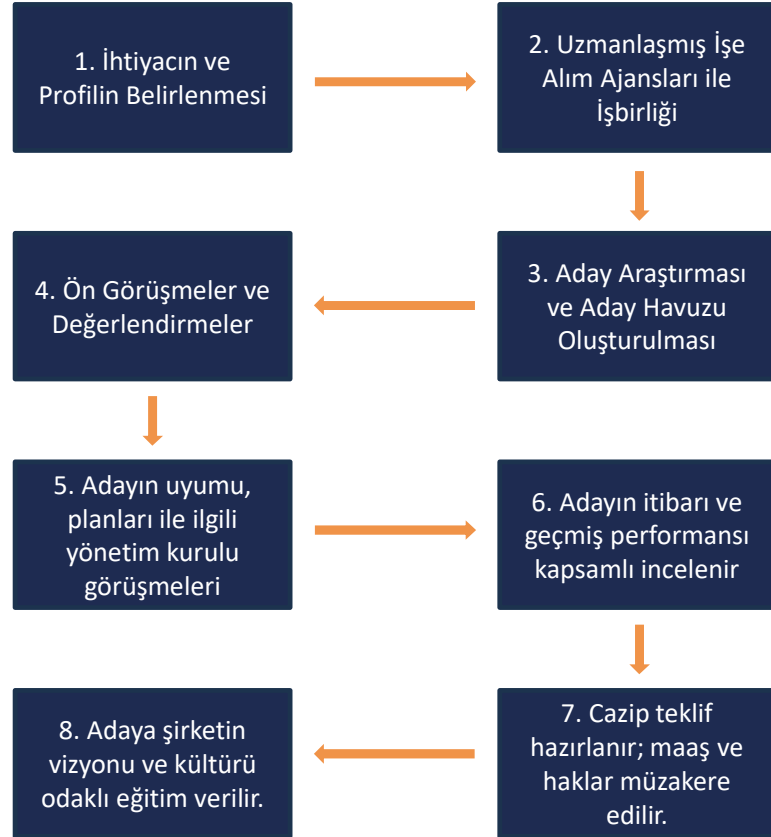 1. İhtiyacın ve
Profilin Belirlenmesi
2. Uzmanlaşmış İşe
Alım Ajansları ile
İşbirliği
3. Aday Araştırması
ve Aday Havuzu
Oluşturulması
4. Ön Görüşmeler ve
Değerlendirmeler
5. Adayın uyumu,
planları ile ilgili
yönetim kurulu
görüşmeleri
6. Adayın itibarı ve
geçmiş performansı
kapsamlı incelenir
7. Cazip teklif
hazırlanır; maaş ve
haklar müzakere
edilir.
8. Adaya şirketin
vizyonu ve kültürü
odaklı eğitim verilir.